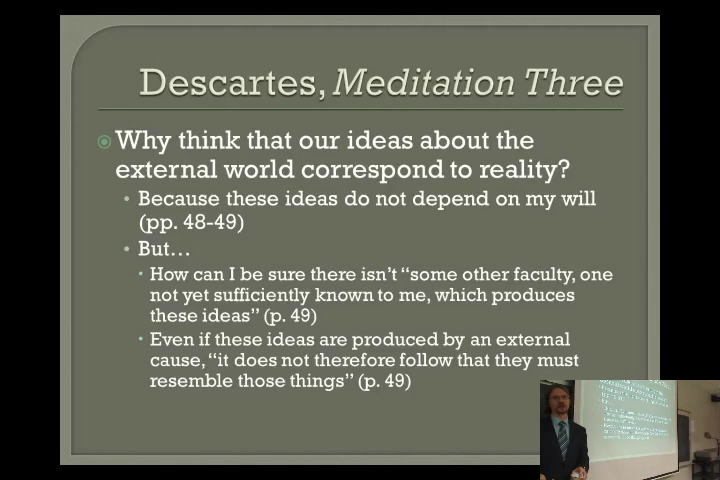 Descartes, Meditation Three
Why think that our ideas about the
external world correspond to reality?
Because these ideas do not depend on my will
(pp. 48-49)
But…
How can I be sure there isn’t “some other faculty, one
not yet sufficiently known to me, which produces
these ideas” (p. 49)
Even if these ideas are produced by an external
cause, “it does not therefore follow that they must
resemble those things” (p. 49)